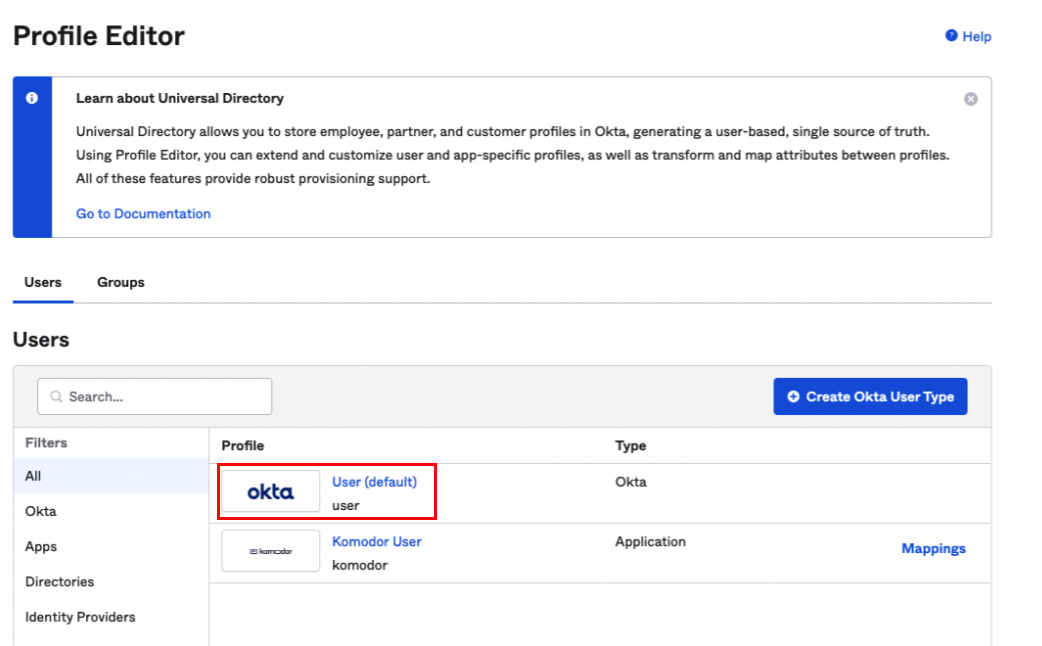 Profile Editor
Help
Learn about Universal Directory
Universal Directory allows you to store employee, partner, and customer profiles in Okta, generating a user-based, single source of truth.
Using Profile Editor, you can extend and customize user and app-specific profiles, as well as transform and map attributes between profiles.
All of these features provide robust provisioning support.
Go to Documentation
Users Groups
Users
Search...
Create Okta User Type
Filters
All
Okta
Apps
Directories
Identity Providers
Profile Type
okta User (default) Okta
user
komodor Komodor User Application Mappings
komodor